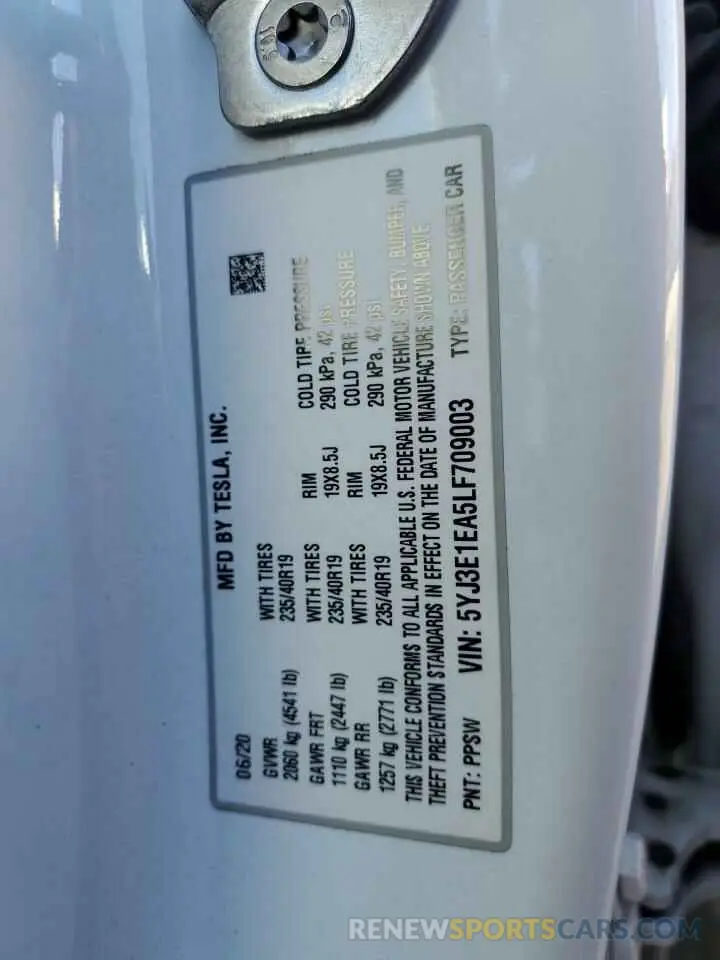 MFD BY TESLA, INC.
06/20
GVWR WITH TIRES RIM COLD TIRE PRESSURE
2060 kg (4541 lb) 235/40R19 19X8.5J 290 kPa, 42 psi
GAWR FRT WITH TIRES RIM COLD TIRE PRESSURE
1110 kg (2447 lb) 235/40R19 19X8.5J 290 kPa, 42 psi
GAWR RR WITH TIRES
1257 kg (2771 lb) 235/40R19
THIS VEHICLE CONFORMS TO ALL APPLICABLE U.S. FEDERAL MOTOR VEHICLE SAFETY, BUMPER, AND
THEFT PREVENTION STANDARDS IN EFFECT ON THE DATE OF MANUFACTURE SHOWN ABOVE
PNT: PPSW VIN: 5YJ3E1EA5LF709003 TYPE: PASSENGER CAR
RENEWSPORTSCARS.COM